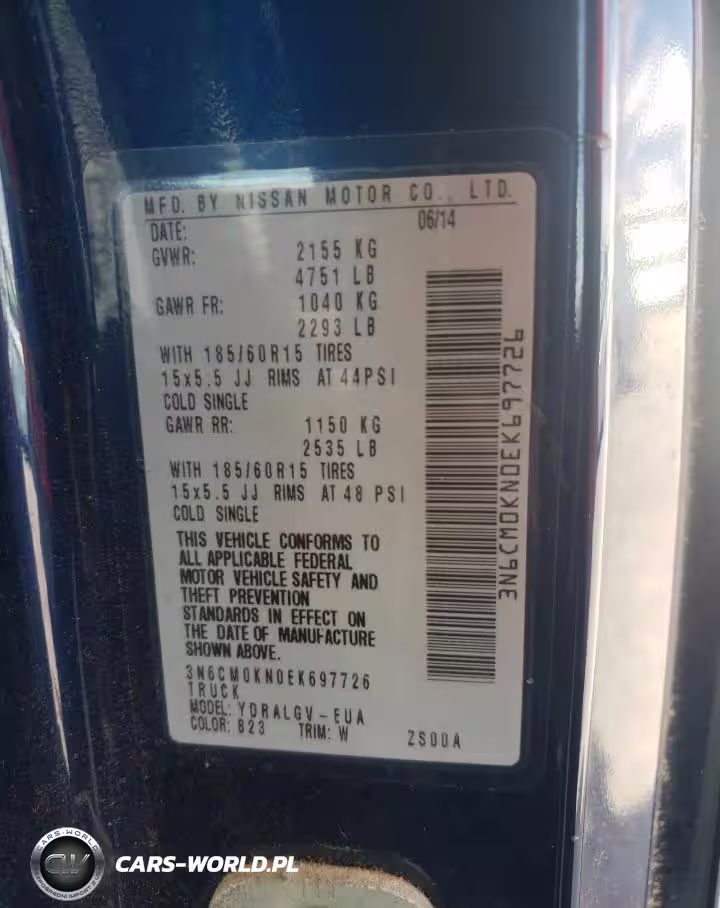 MFD. BY NISSAN MOTOR CO., LTD.
DATE: 06/14
GVWR: 2155 KG
4751 LB
GAWR FR: 1040 KG
2293 LB
WITH 185/60R15 TIRES
15x5.5 JJ RIMS AT 44PSI
COLD SINGLE
GAWR RR: 1150 KG
2535 LB
WITH 185/60R15 TIRES
15x5.5 JJ RIMS AT 48 PSI
COLD SINGLE
THIS VEHICLE CONFORMS TO
ALL APPLICABLE FEDERAL
MOTOR VEHICLE SAFETY AND
THEFT PREVENTION
STANDARDS IN EFFECT ON
THE DATE OF MANUFACTURE
SHOWN ABOVE.
3N6CM0KN0EK697726
TRUCK
MODEL: YDRALGV-EUA
COLOR: B23 TRIM: W ZS00A
3N6CM0KN0EK697726
CARS-WORLD
CW
CARS-WORLD.PL